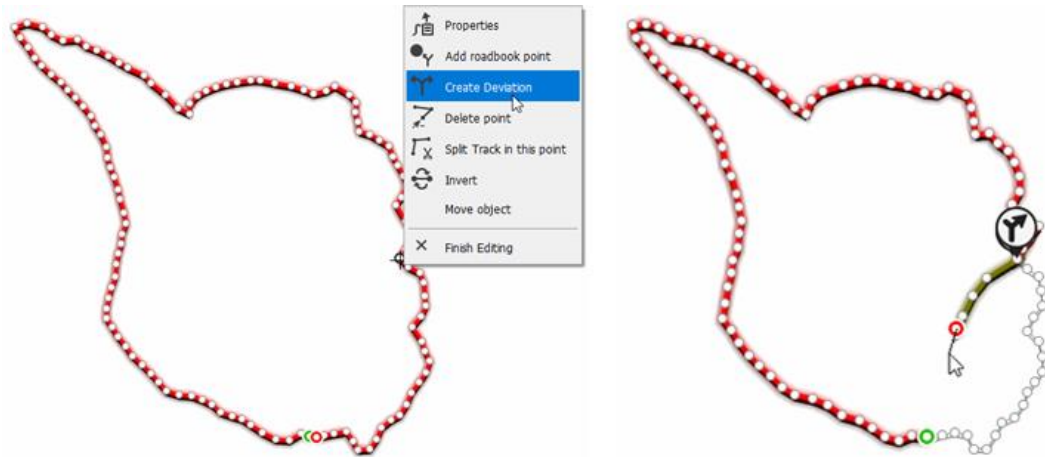 Properties
Add roadbook point
Create Deviation
Delete point
Split Track in this point
Invert
Move object
Finish Editing